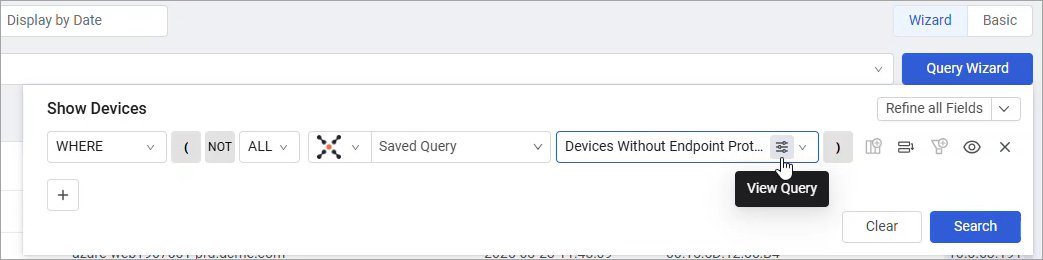 Display by Date
Wizard Basic
Query Wizard
Show Devices
Refine all Fields
WHERE ( NOT ALL Saved Query Devices Without Endpoint Prot... )
View Query
+
Clear Search